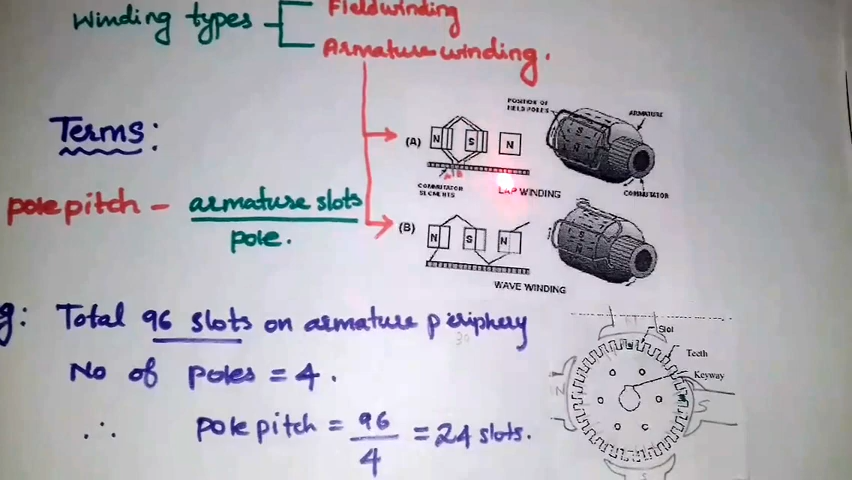 Winding types
Fieldwinding
Armature winding.
Terms:
POSITION OF
FIELD POLES
ARMATURE
(A)
N S N
COMMUTATOR
SEGMENTS
LAP WINDING
COMMUTATOR
pole pitch - armature slots
pole.
(B)
N S N
WAVE WINDING
g: Total 96 slots on armature periphery
No of poles = 4.
∴ pole pitch = 96
4
= 24 slots.
Slot
Teeth
Keyway
N
S
S